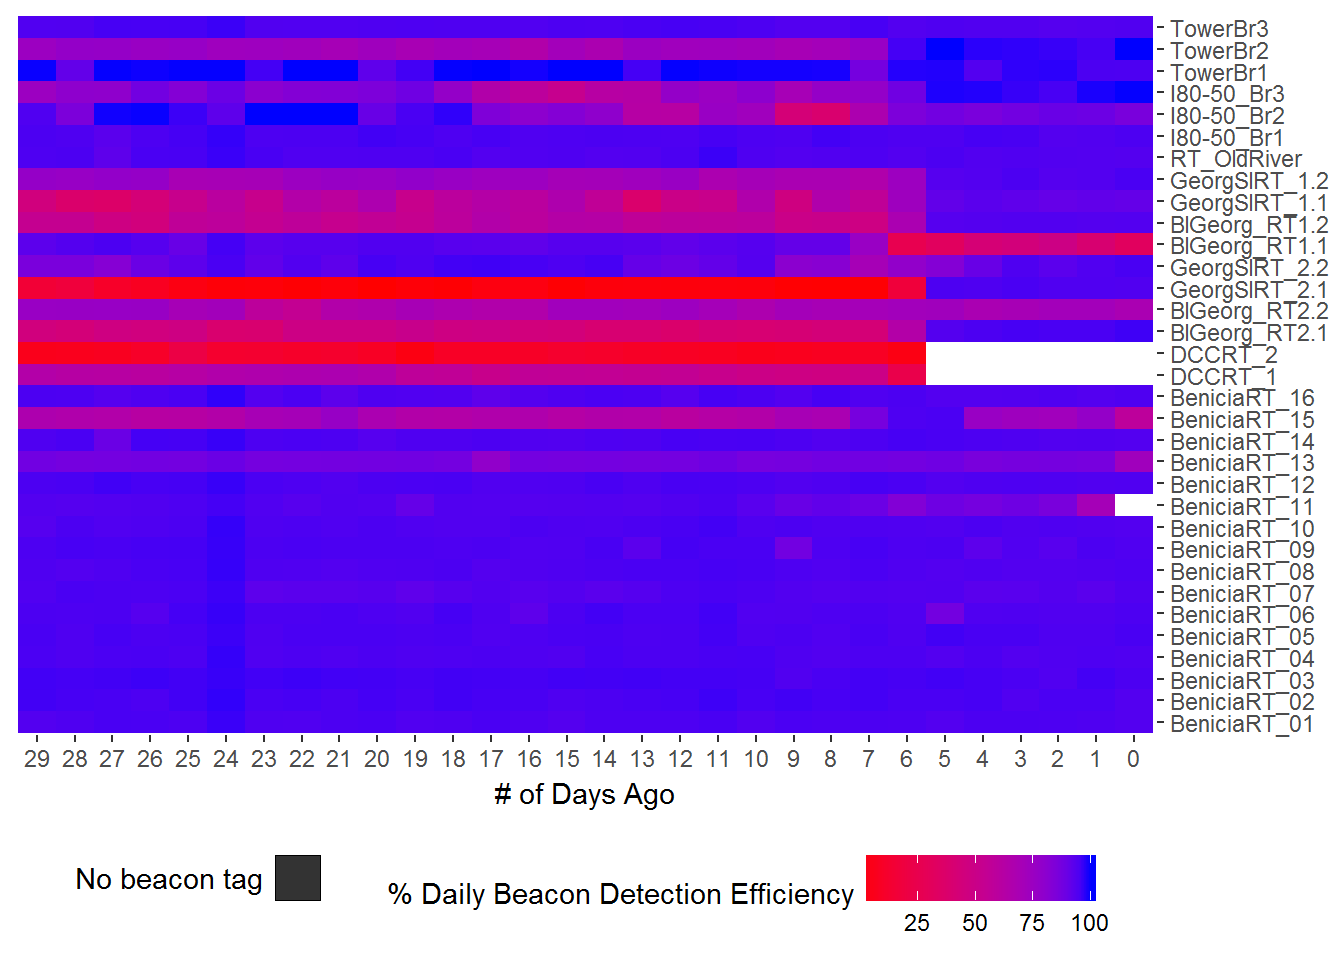 TowerBr3
TowerBr2
TowerBr1
I80-50_Br3
I80-50_Br2
I80-50_Br1
RT_OldRiver
GeorgSlRT_1.2
GeorgSlRT_1.1
BlGeorg_RT1.2
BlGeorg_RT1.1
GeorgSlRT_2.2
GeorgSlRT_2.1
BlGeorg_RT2.2
BlGeorg_RT2.1
DCCRT_2
DCCRT_1
BeniciaRT_16
BeniciaRT_15
BeniciaRT_14
BeniciaRT_13
BeniciaRT_12
BeniciaRT_11
BeniciaRT_10
BeniciaRT_09
BeniciaRT_08
BeniciaRT_07
BeniciaRT_06
BeniciaRT_05
BeniciaRT_04
BeniciaRT_03
BeniciaRT_02
BeniciaRT_01
29 28 27 26 25 24 23 22 21 20 19 18 17 16 15 14 13 12 11 10 9 8 7 6 5 4 3 2 1 0
# of Days Ago
No beacon tag
% Daily Beacon Detection Efficiency
25 50 75 100